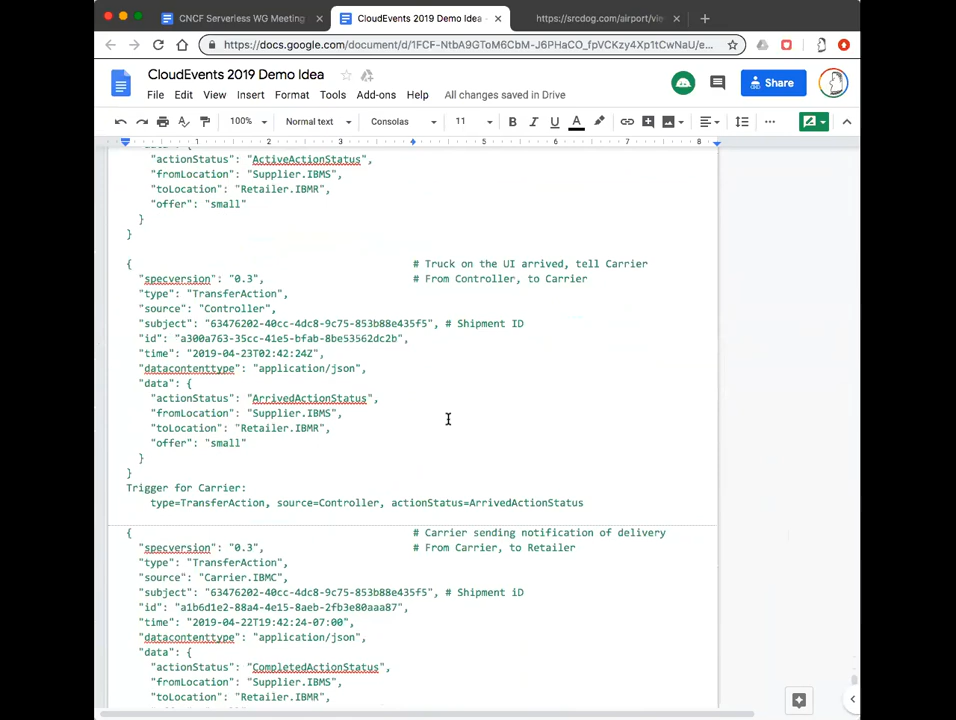 CNCF Serverless WG Meeting
CloudEvents 2019 Demo Idea -
https://srcdog.com/airport/vie
https://docs.google.com/document/d/1FCF-NtbA9GToM6CbM-J6PHaCO_fpVCKzy4Xp1tCwNaU/e...
CloudEvents 2019 Demo Idea
File Edit View Insert Format Tools Add-ons Help All changes saved in Drive
Share
100% Normal text Consolas 11 B I U A
1 2 3 5 6 7 8
"actionStatus": "ActiveActionStatus",
"fromLocation": "Supplier.IBMS",
"toLocation": "Retailer.IBMR",
"offer": "small"
}
}
{ # Truck on the UI arrived, tell Carrier
"specversion": "0.3", # From Controller, to Carrier
"type": "TransferAction",
"source": "Controller",
"subject": "63476202-40cc-4dc8-9c75-853b88e435f5", # Shipment ID
"id": "a300a763-35cc-41e5-bfab-8be53562dc2b",
"time": "2019-04-23T02:42:24Z",
"datacontenttype": "application/json",
"data": {
"actionStatus": "ArrivedActionStatus",
"fromLocation": "Supplier.IBMS",
"toLocation": "Retailer.IBMR",
"offer": "small"
}
}
Trigger for Carrier:
type=TransferAction, source=Controller, actionStatus=ArrivedActionStatus
{ # Carrier sending notification of delivery
"specversion": "0.3", # From Carrier, to Retailer
"type": "TransferAction",
"source": "Carrier.IBMC",
"subject": "63476202-40cc-4dc8-9c75-853b88e435f5", # Shipment iD
"id": "a1b6d1e2-88a4-4e15-8aeb-2fb3e80aaa87",
"time": "2019-04-22T19:42:24-07:00",
"datacontenttype": "application/json",
"data": {
"actionStatus": "CompletedActionStatus",
"fromLocation": "Supplier.IBMS",
"toLocation": "Retailer.IBMR",